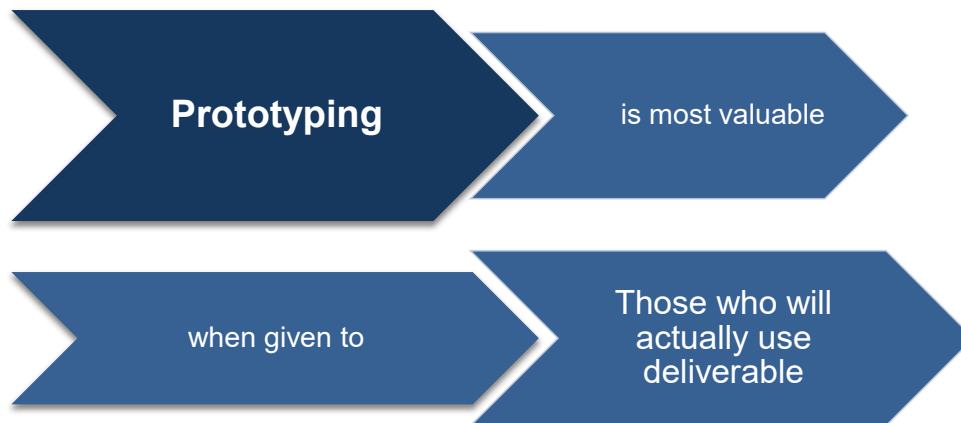 Prototyping
is most valuable
when given to
Those who will
actually use
deliverable